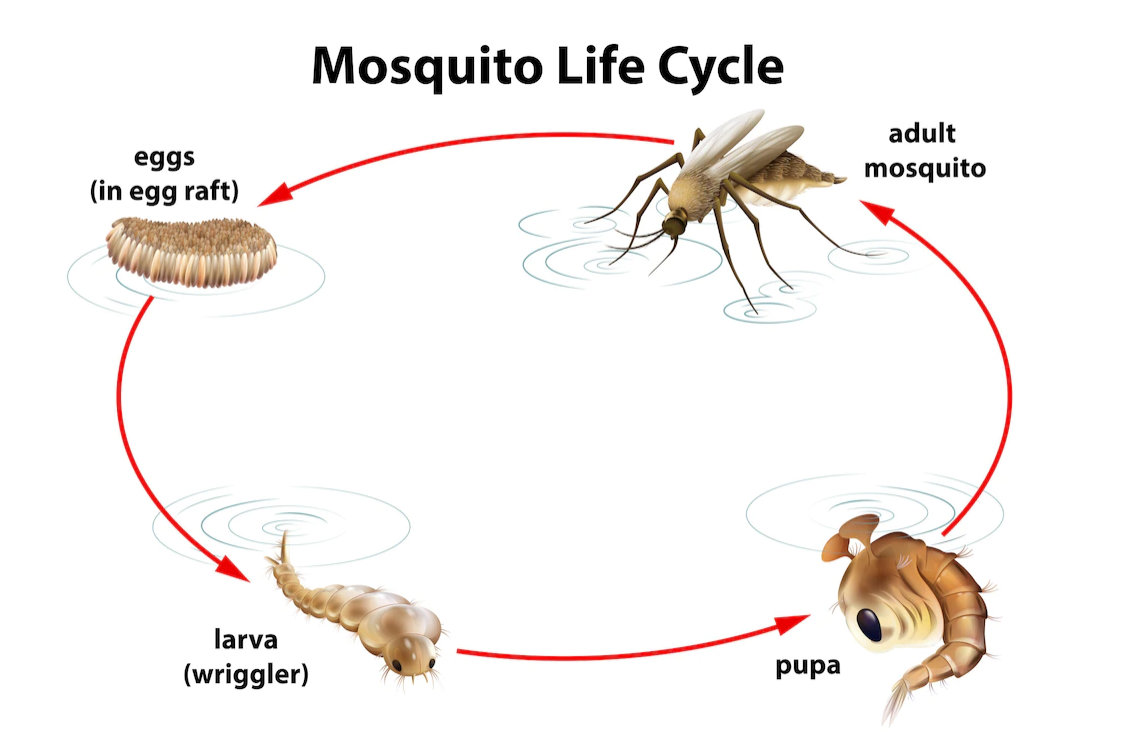 Mosquito Life Cycle
eggs
(in egg raft)
adult
mosquito
larva
(wriggler)
pupa